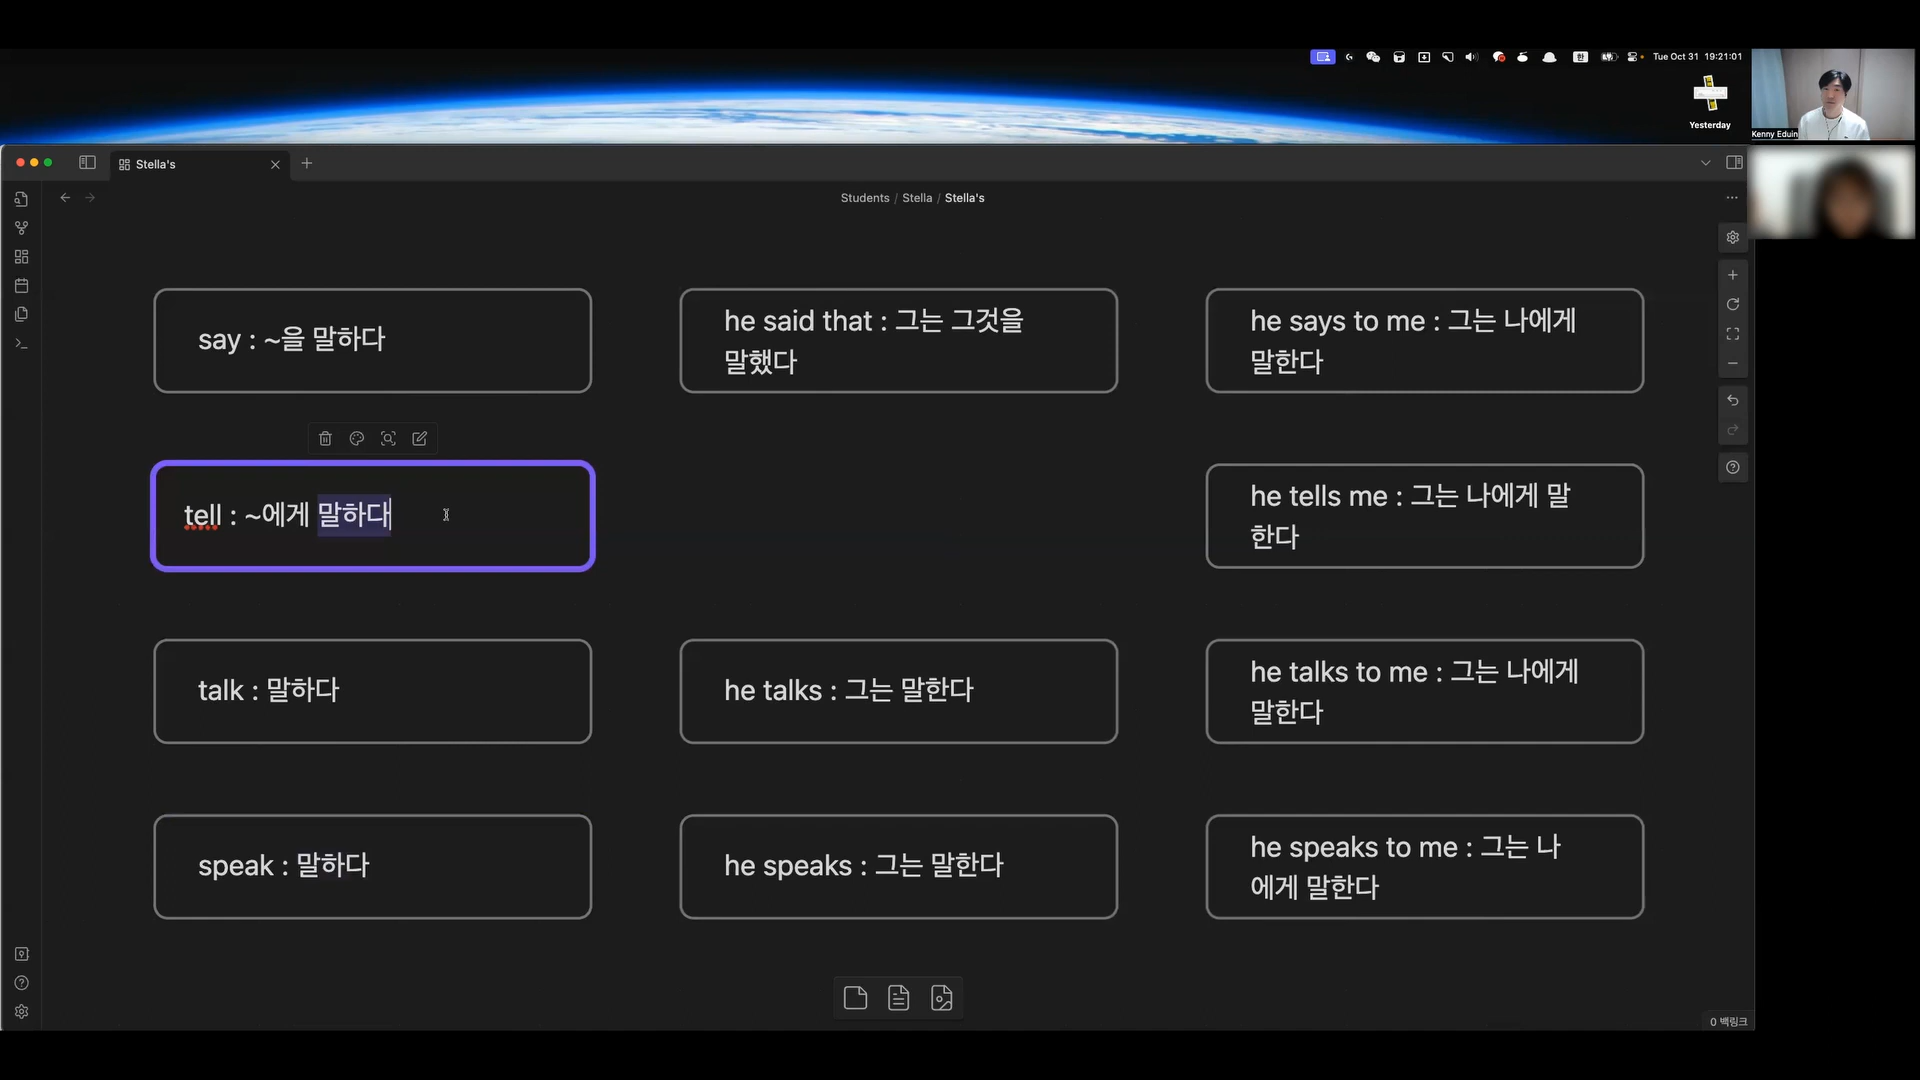 Tue Oct 31 19:21:01
Yesterday
Kenny Eduin
Stella's
Students / Stella / Stella's
say : ~을 말하다
he said that : 그는 그것을
말했다
he says to me : 그는 나에게
말한다
tell : ~에게 말하다
he tells me : 그는 나에게 말
한다
talk : 말하다
he talks : 그는 말한다
he talks to me : 그는 나에게
말한다
speak : 말하다
he speaks : 그는 말한다
he speaks to me : 그는 나
에게 말한다
0 백링크